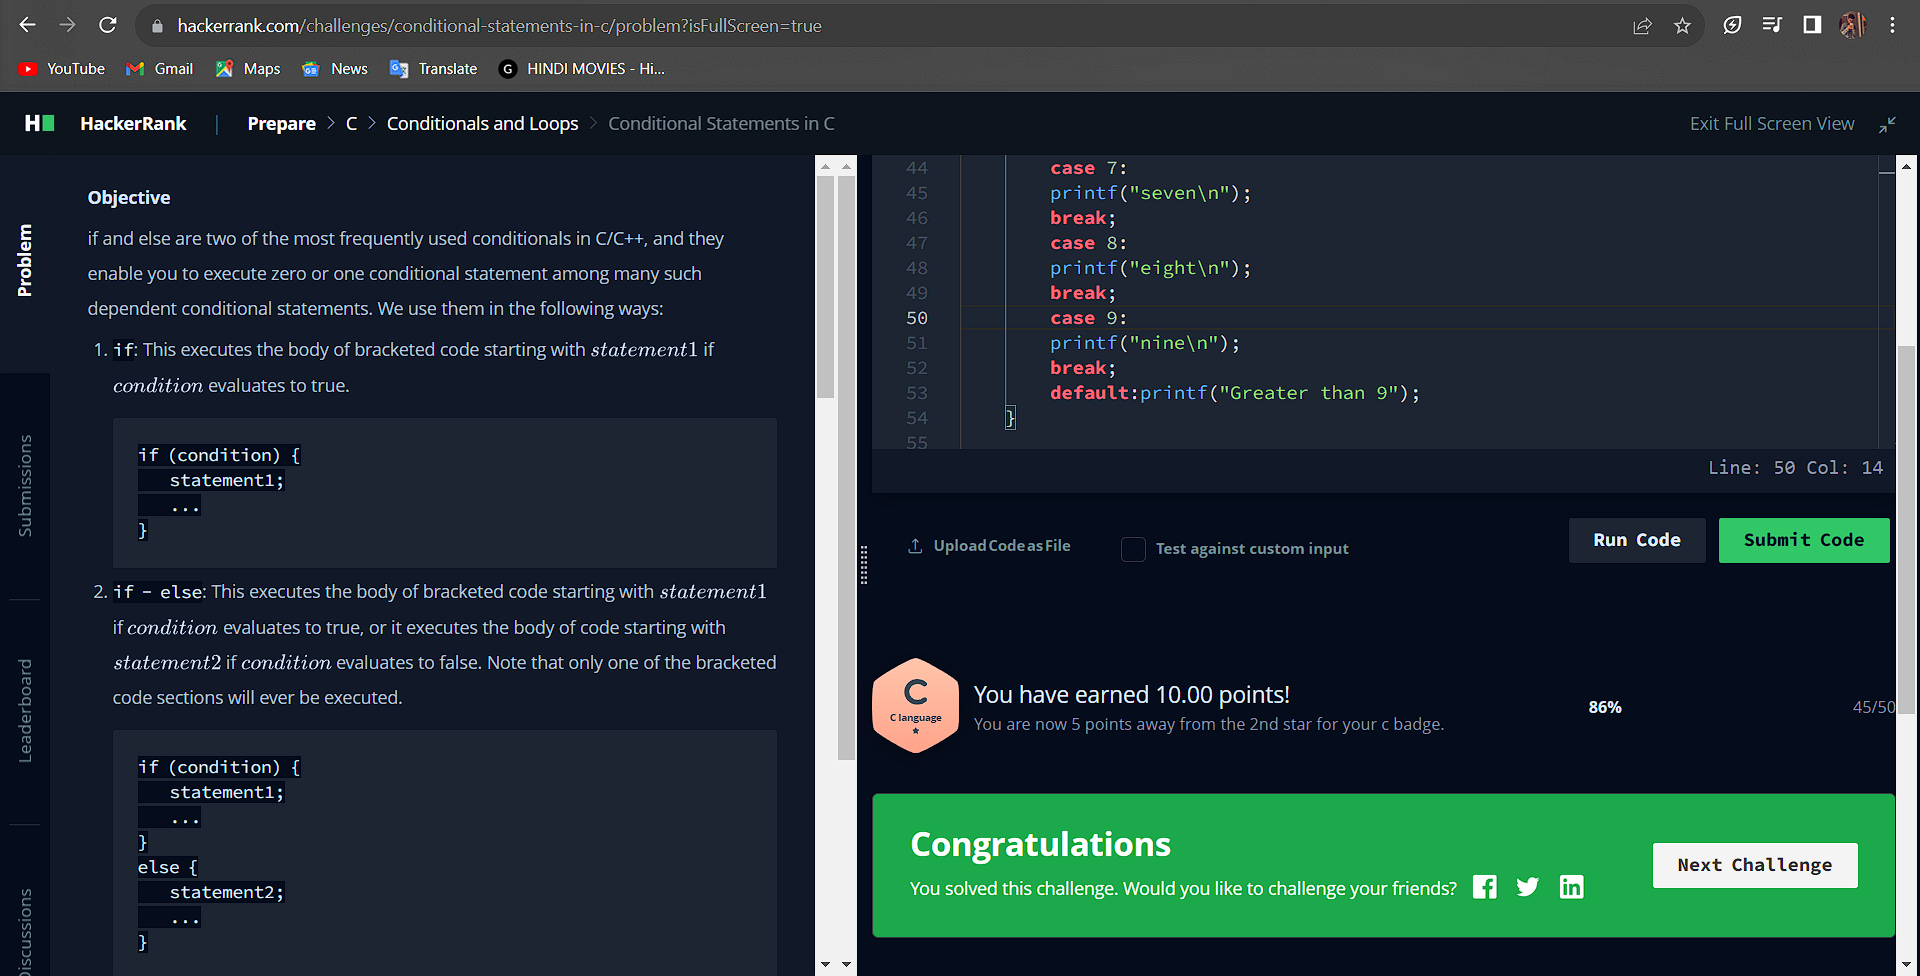 hackerrank.com/challenges/conditional-statements-in-c/problem?isFullScreen=true
YouTube Gmail Maps News Translate G HINDI MOVIES - Hi...
H HackerRank | Prepare > C > Conditionals and Loops > Conditional Statements in C Exit Full Screen View
Problem
Submissions
Leaderboard
Discussions
Objective
if and else are two of the most frequently used conditionals in C/C++, and they
enable you to execute zero or one conditional statement among many such
dependent conditional statements. We use them in the following ways:
1. if: This executes the body of bracketed code starting with statement1 if
condition evaluates to true.
if (condition) {
statement1;
...
}
2. if - else: This executes the body of bracketed code starting with statement1
if condition evaluates to true, or it executes the body of code starting with
statement2 if condition evaluates to false. Note that only one of the bracketed
code sections will ever be executed.
if (condition) {
statement1;
...
}
else {
statement2;
...
}
44 case 7:
45 printf("seven\n");
46 break;
47 case 8:
48 printf("eight\n");
49 break;
50 case 9:
51 printf("nine\n");
52 break;
53 default:printf("Greater than 9");
54 }
55
Line: 50 Col: 14
Upload Code as File Test against custom input Run Code Submit Code
C
C language
You have earned 10.00 points!
You are now 5 points away from the 2nd star for your c badge.
86% 45/50
Congratulations
You solved this challenge. Would you like to challenge your friends?
Next Challenge